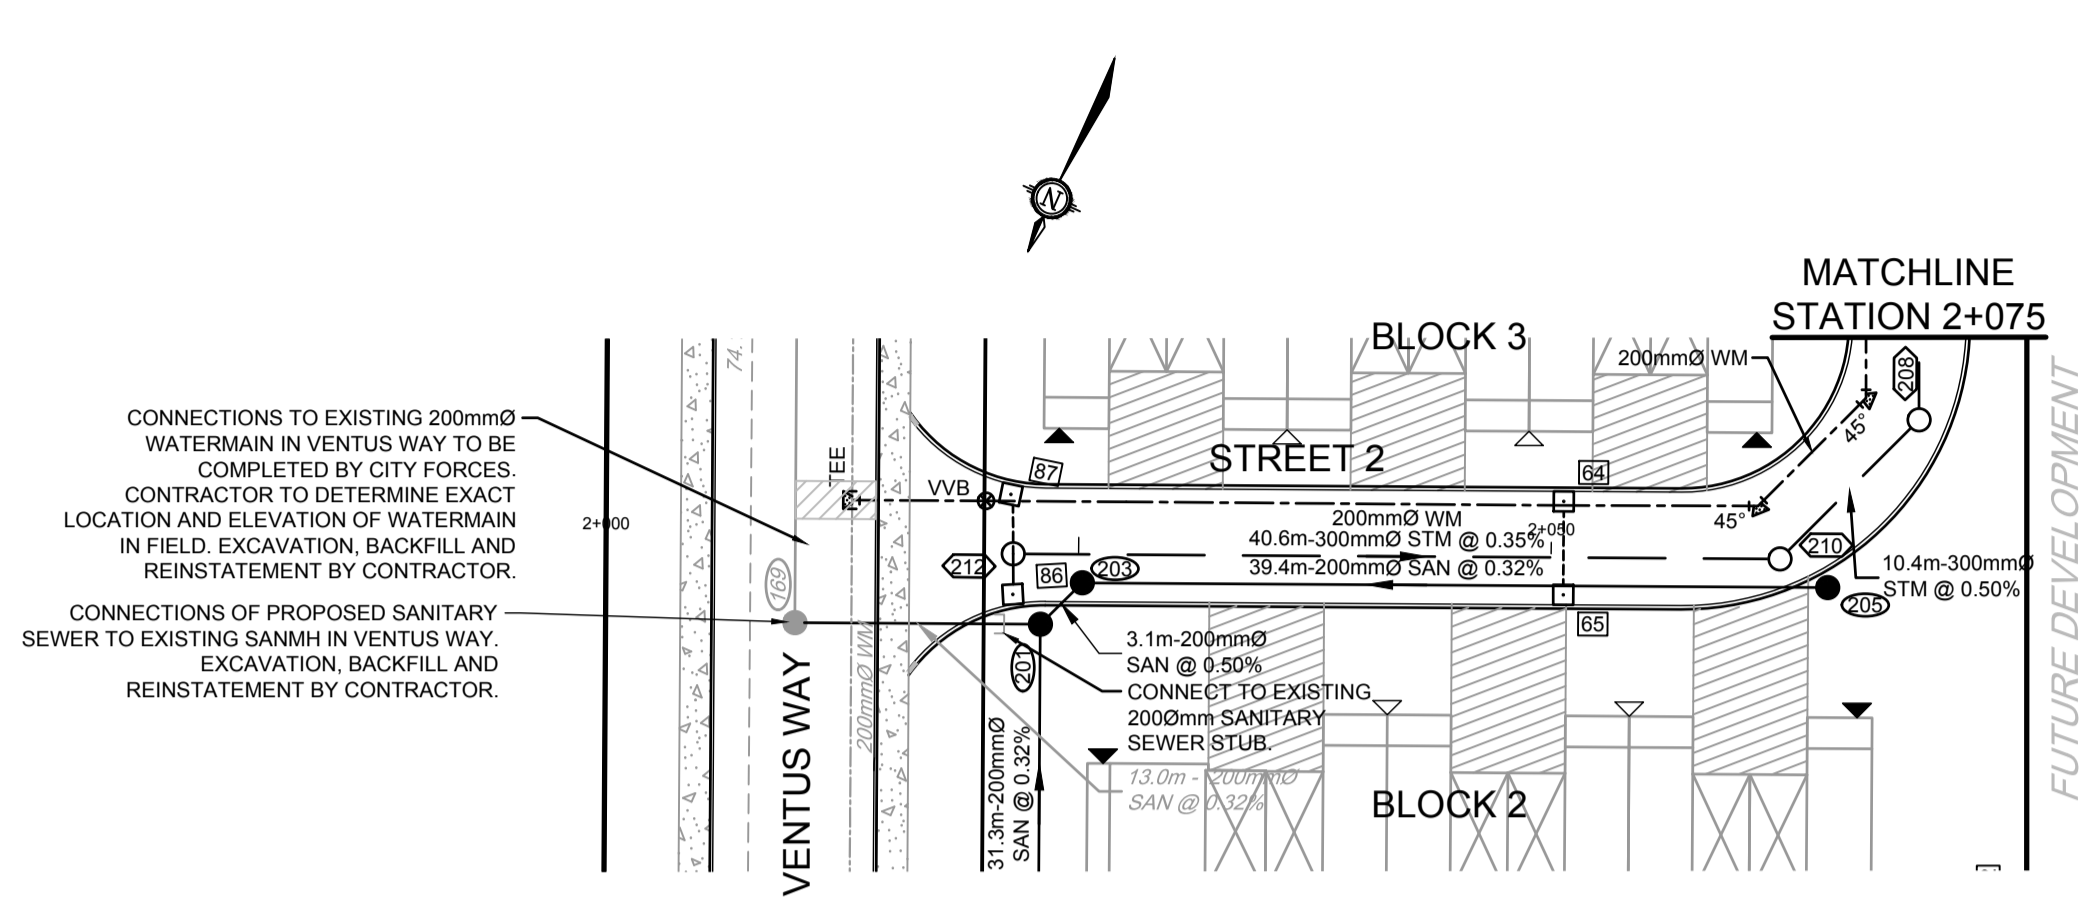 N
MATCHLINE
STATION 2+075
BLOCK 3
200mmØ WM
208
FUTURE DEVELOPMENT
74.
CONNECTIONS TO EXISTING 200mmØ
WATERMAIN IN VENTUS WAY TO BE
COMPLETED BY CITY FORCES.
CONTRACTOR TO DETERMINE EXACT
LOCATION AND ELEVATION OF WATERMAIN
IN FIELD. EXCAVATION, BACKFILL AND
REINSTATEMENT BY CONTRACTOR.
TEE
VVB
87
STREET 2
64
45°
45°
2+000
200mmØ WM
2+050
40.6m-300mmØ STM @ 0.35%
39.4m-200mmØ SAN @ 0.32%
212
86
203
210
10.4m-300mmØ
STM @ 0.50%
205
169
CONNECTIONS OF PROPOSED SANITARY
SEWER TO EXISTING SANMH IN VENTUS WAY.
EXCAVATION, BACKFILL AND
REINSTATEMENT BY CONTRACTOR.
65
201
3.1m-200mmØ
SAN @ 0.50%
CONNECT TO EXISTING
200Ømm SANITARY
SEWER STUB.
200mmØ WM
VENTUS WAY
31.3m-200mmØ
SAN @ 0.32%
13.0m - 200mmØ
SAN @ 0.32%
BLOCK 2